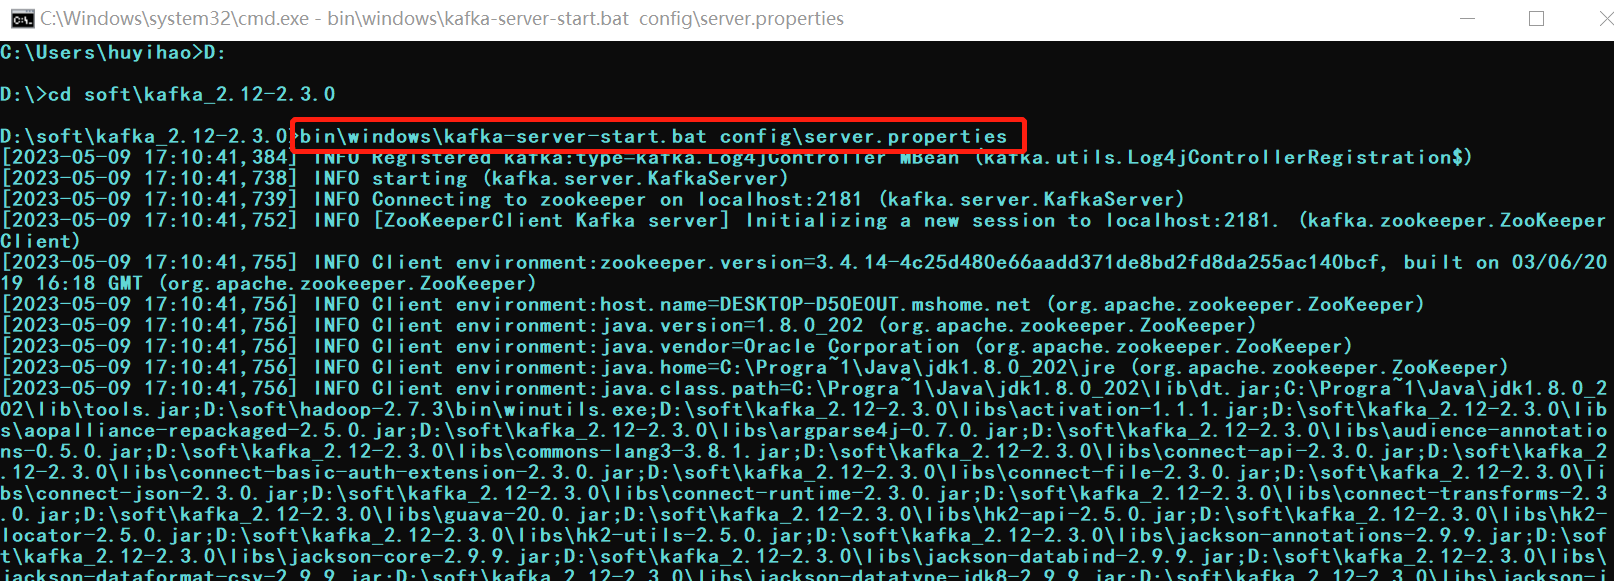 C:\Windows\system32\cmd.exe - bin\windows\kafka-server-start.bat  config\server.properties
C:\Users\huyihao>D:
D:\>cd soft\kafka_2.12-2.3.0
D:\soft\kafka_2.12-2.3.0>bin\windows\kafka-server-start.bat config\server.properties
[2023-05-09 17:10:41,384] INFO Registered kafka:type=kafka.Log4jController MBean (kafka.utils.Log4jControllerRegistration$)
[2023-05-09 17:10:41,738] INFO starting (kafka.server.KafkaServer)
[2023-05-09 17:10:41,739] INFO Connecting to zookeeper on localhost:2181 (kafka.server.KafkaServer)
[2023-05-09 17:10:41,752] INFO [ZooKeeperClient Kafka server] Initializing a new session to localhost:2181. (kafka.zookeeper.ZooKeeper
Client)
[2023-05-09 17:10:41,755] INFO Client environment:zookeeper.version=3.4.14-4c25d480e66aadd371de8bd2fd8da255ac140bcf, built on 03/06/20
19 16:18 GMT (org.apache.zookeeper.ZooKeeper)
[2023-05-09 17:10:41,756] INFO Client environment:host.name=DESKTOP-D5OEOUT.mshome.net (org.apache.zookeeper.ZooKeeper)
[2023-05-09 17:10:41,756] INFO Client environment:java.version=1.8.0_202 (org.apache.zookeeper.ZooKeeper)
[2023-05-09 17:10:41,756] INFO Client environment:java.vendor=Oracle Corporation (org.apache.zookeeper.ZooKeeper)
[2023-05-09 17:10:41,756] INFO Client environment:java.home=C:\Progra~1\Java\jdk1.8.0_202\jre (org.apache.zookeeper.ZooKeeper)
[2023-05-09 17:10:41,756] INFO Client environment:java.class.path=C:\Progra~1\Java\jdk1.8.0_202\lib\dt.jar;C:\Progra~1\Java\jdk1.8.0_2
02\lib\tools.jar;D:\soft\hadoop-2.7.3\bin\winutils.exe;D:\soft\kafka_2.12-2.3.0\libs\activation-1.1.1.jar;D:\soft\kafka_2.12-2.3.0\lib
s\aopalliance-repackaged-2.5.0.jar;D:\soft\kafka_2.12-2.3.0\libs\argparse4j-0.7.0.jar;D:\soft\kafka_2.12-2.3.0\libs\audience-annotatio
ns-0.5.0.jar;D:\soft\kafka_2.12-2.3.0\libs\commons-lang3-3.8.1.jar;D:\soft\kafka_2.12-2.3.0\libs\connect-api-2.3.0.jar;D:\soft\kafka_2
.12-2.3.0\libs\connect-basic-auth-extension-2.3.0.jar;D:\soft\kafka_2.12-2.3.0\libs\connect-file-2.3.0.jar;D:\soft\kafka_2.12-2.3.0\li
bs\connect-json-2.3.0.jar;D:\soft\kafka_2.12-2.3.0\libs\connect-runtime-2.3.0.jar;D:\soft\kafka_2.12-2.3.0\libs\connect-transforms-2.3
.0.jar;D:\soft\kafka_2.12-2.3.0\libs\guava-20.0.jar;D:\soft\kafka_2.12-2.3.0\libs\hk2-api-2.5.0.jar;D:\soft\kafka_2.12-2.3.0\libs\hk2-
locator-2.5.0.jar;D:\soft\kafka_2.12-2.3.0\libs\hk2-utils-2.5.0.jar;D:\soft\kafka_2.12-2.3.0\libs\jackson-annotations-2.9.9.jar;D:\sof
t\kafka_2.12-2.3.0\libs\jackson-core-2.9.9.jar;D:\soft\kafka_2.12-2.3.0\libs\jackson-databind-2.9.9.jar;D:\soft\kafka_2.12-2.3.0\libs\
jackson-dataformat-csv-2.9.9.jar;D:\soft\kafka_2.12-2.3.0\libs\jackson-datatype-jdk8-2.9.9.jar;D:\soft\kafka_2.12-2.3.0\libs\jackson-j